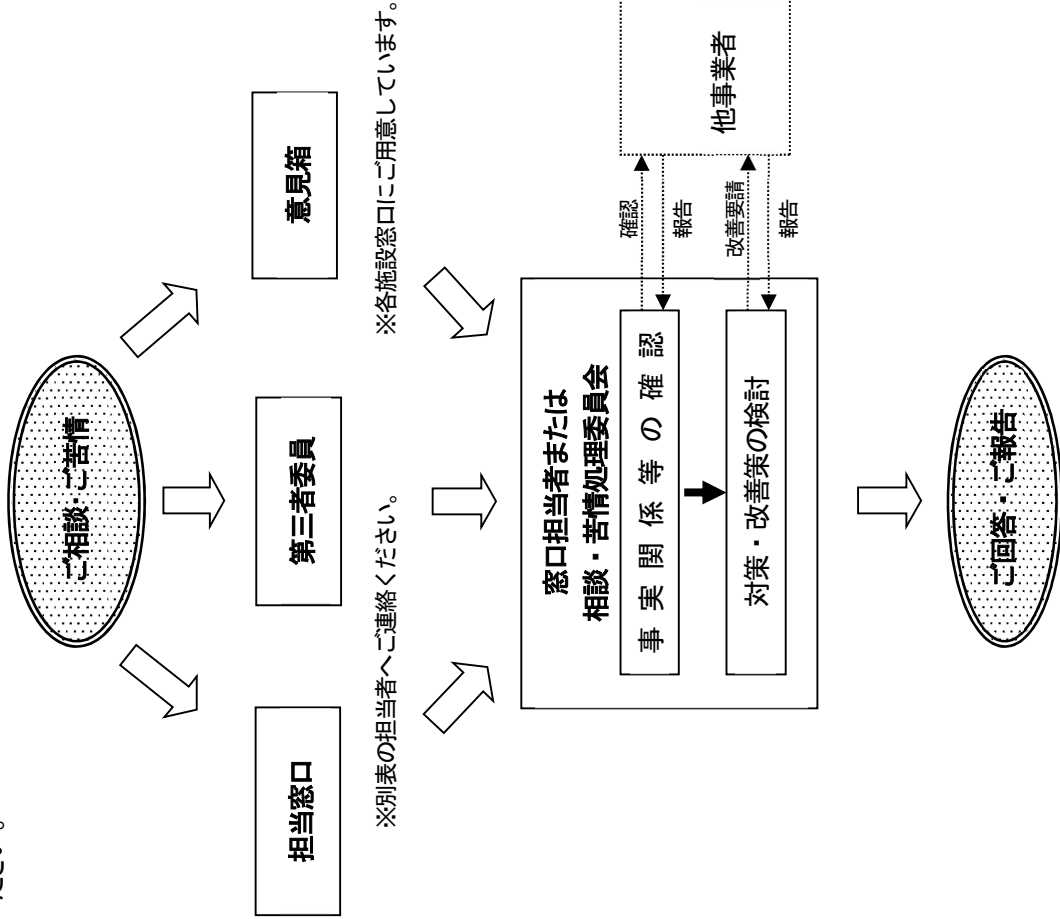 ださい。
ご相談・ご苦情
担当窓口
第三者委員
意見箱
※別表の担当者へご連絡ください。
※各施設窓口にご用意しています。
窓口担当者または
相談・苦情処理委員会
事実関係等の確認
対策・改善策の検討
確認
報告
改善要請
報告
他事業者
ご回答・ご報告